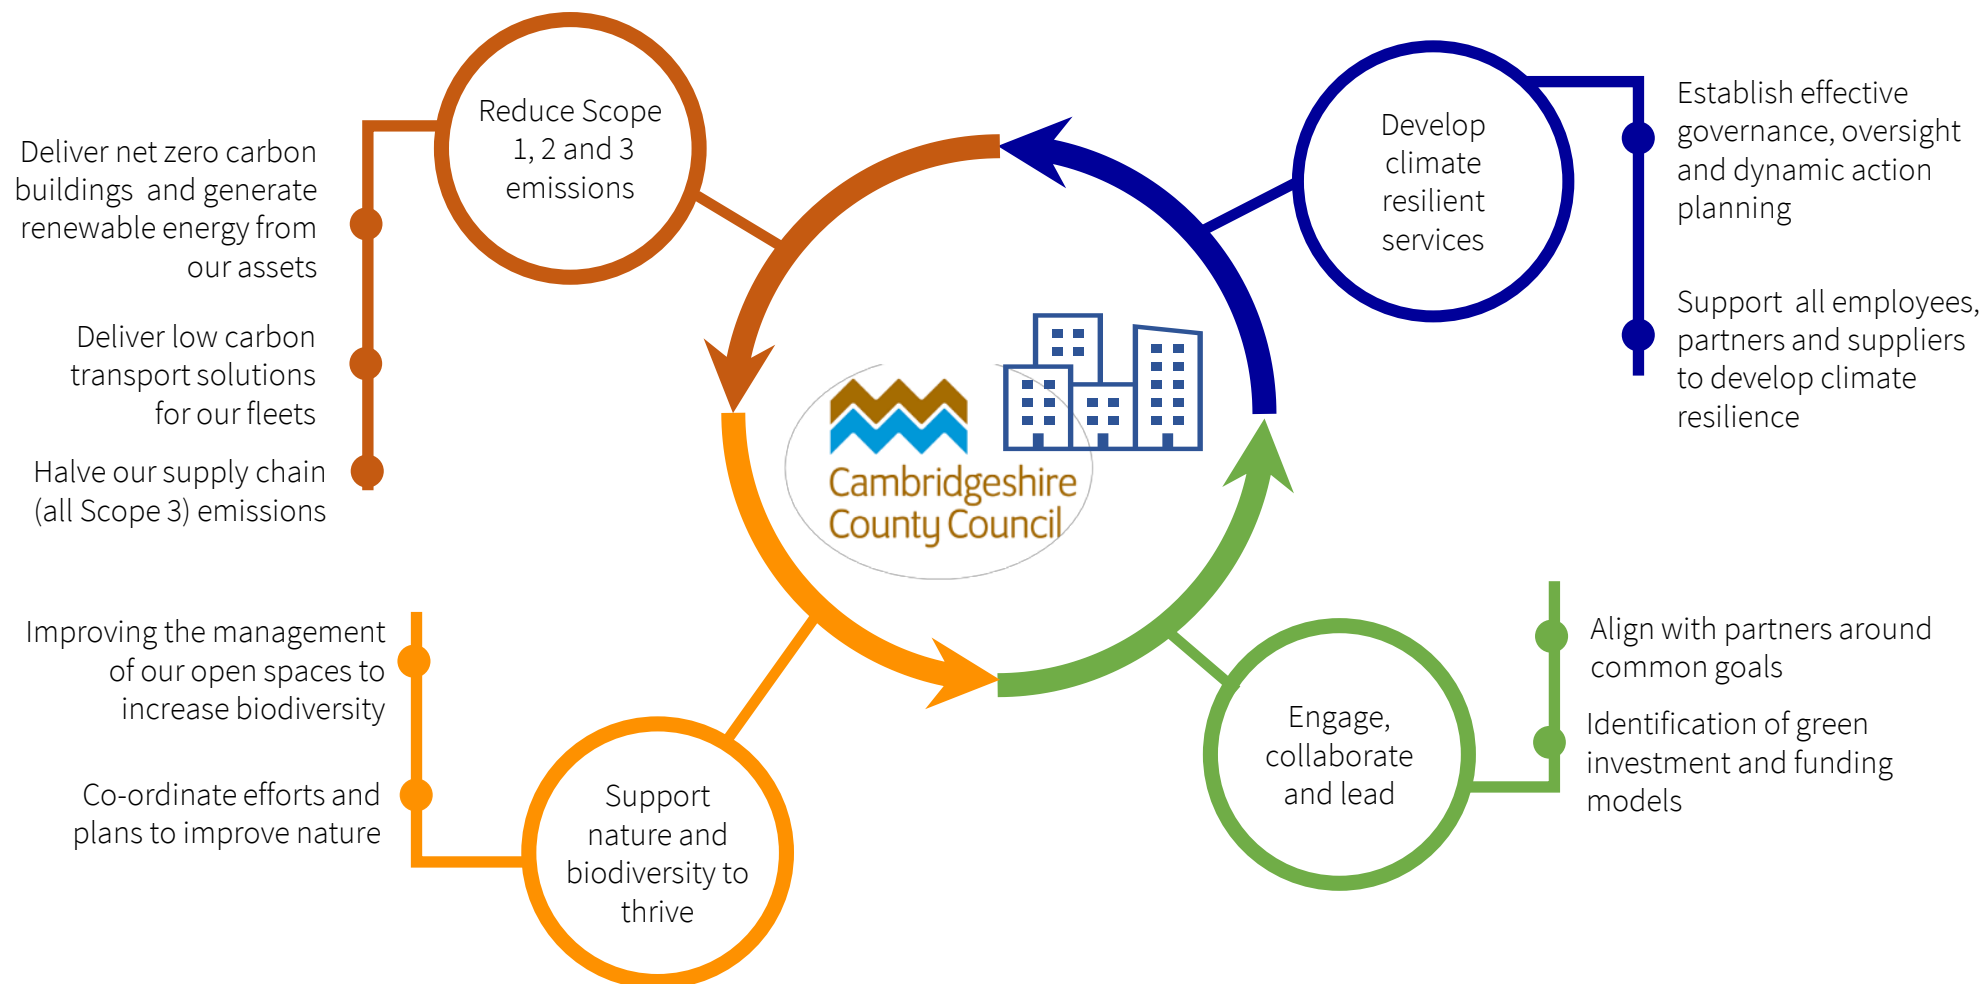 Reduce Scope
1, 2 and 3
emissions
Deliver net zero carbon
buildings and generate
renewable energy from
our assets
Deliver low carbon
transport solutions
for our fleets
Halve our supply chain
(all Scope 3) emissions
Develop
climate
resilient
services
Establish effective
governance, oversight
and dynamic action
planning
Support all employees,
partners and suppliers
to develop climate
resilience
Cambridgeshire
County Council
Improving the management
of our open spaces to
increase biodiversity
Co-ordinate efforts and
plans to improve nature
Support
nature and
biodiversity to
thrive
Engage,
collaborate
and lead
Align with partners around
common goals
Identification of green
investment and funding
models